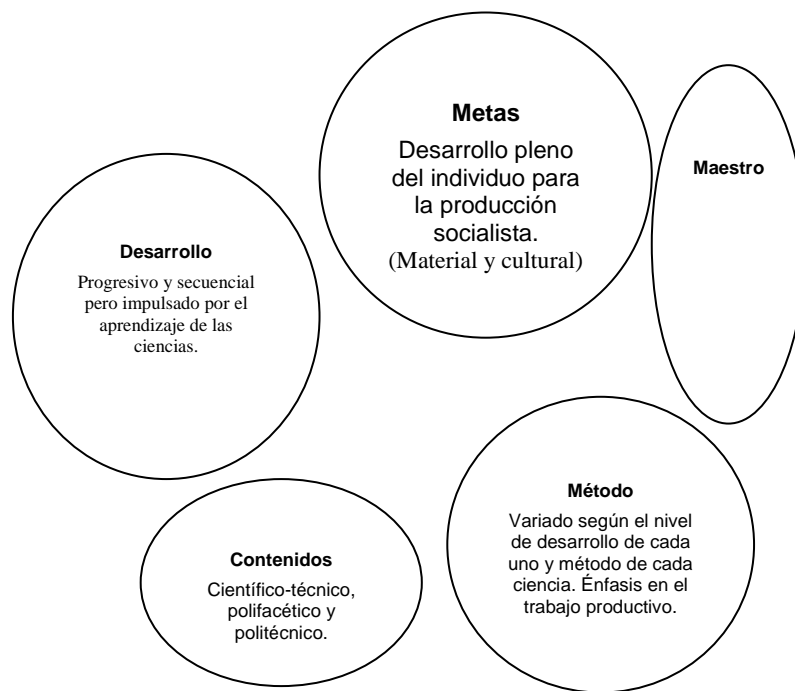 Metas
Desarrollo pleno
del individuo para
la producción
socialista.
(Material y cultural)
Maestro
Desarrollo
Progresivo y secuencial
pero impulsado por el
aprendizaje de las
ciencias.
Método
Variado según el nivel
de desarrollo de cada
uno y método de cada
ciencia. Énfasis en el
trabajo productivo.
Contenidos
Científico-técnico,
polifacético y
politécnico.